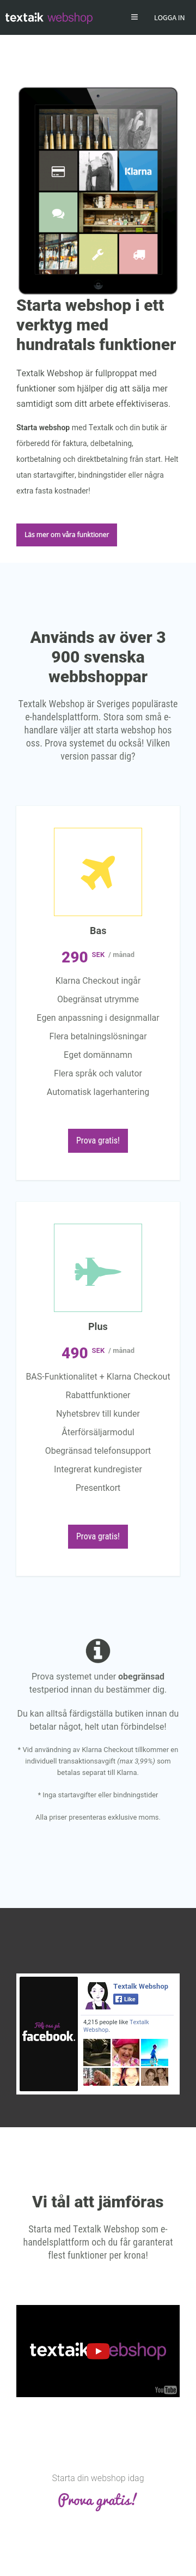 textalk webshop
LOGGA IN
Klarna
Starta webshop i ett
verktyg med
hundratals funktioner
Textalk Webshop är fullproppat med
funktioner som hjälper dig att sälja mer
samtidigt som ditt arbete effektiviseras.
Starta webshop med Textalk och din butik är
förberedd för faktura, delbetalning,
kortbetalning och direktbetalning från start. Helt
utan startavgifter, bindningstider eller några
extra fasta kostnader!
Läs mer om våra funktioner
Används av över 3
900 svenska
webbshoppar
Textalk Webshop är Sveriges populäraste
e-handelsplattform. Stora som små e-
handlare väljer att starta webshop hos
oss. Prova systemet du också! Vilken
version passar dig?
Bas
290 SEK / månad
Klarna Checkout ingår
Obegränsat utrymme
Egen anpassning i designmallar
Flera betalningslösningar
Eget domännamn
Flera språk och valutor
Automatisk lagerhantering
Prova gratis!
Plus
490 SEK / månad
BAS-Funktionalitet + Klarna Checkout
Rabattfunktioner
Nyhetsbrev till kunder
Återförsäljarmodul
Obegränsad telefonsupport
Integrerat kundregister
Presentkort
Prova gratis!
Prova systemet under obegränsad
testperiod innan du bestämmer dig.
Du kan alltså färdigställa butiken innan du
betalar något, helt utan förbindelse!
* Vid användning av Klarna Checkout tillkommer en
individuell transaktionsavgift (max 3,99%) som
betalas separat till Klarna.
* Inga startavgifter eller bindningstider
Alla priser presenteras exklusive moms.
Följ oss på
facebook.
Textalk Webshop
Like
4,215 people like Textalk
Webshop.
Vi tål att jämföras
Starta med Textalk Webshop som e-
handelsplattform och du får garanterat
flest funktioner per krona!
textalk webshop
YouTube
Starta din webshop idag
Prova gratis!